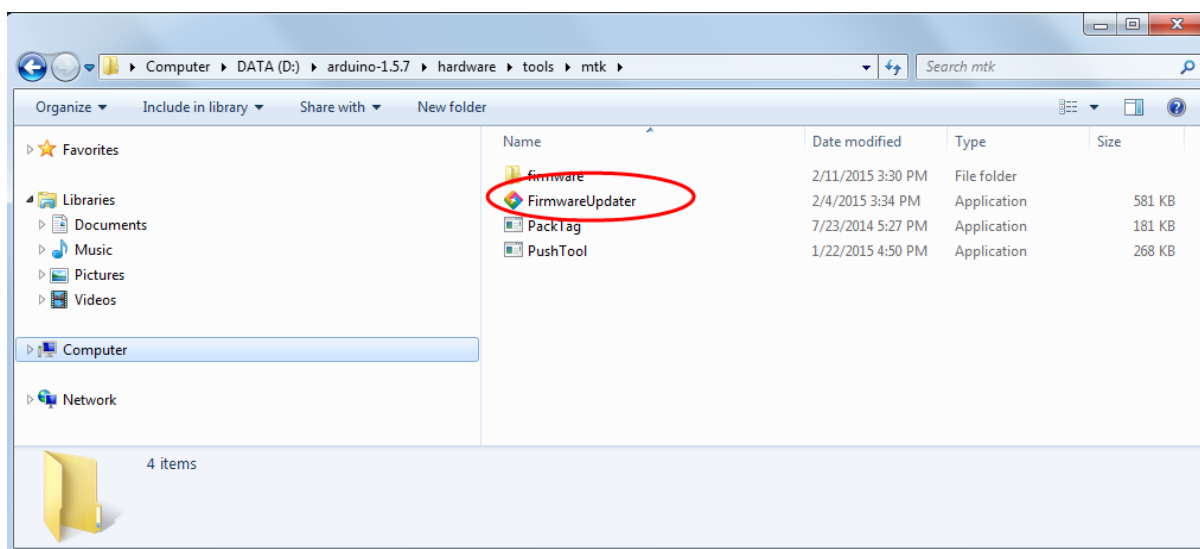 Computer DATA (D:) arduino-1.5.7 hardware tools mtk Search mtk
Organize Include in library Share with New folder
Name Date modified Type Size
Favorites
firmware 2/11/2015 3:30 PM File folder
Libraries FirmwareUpdater 2/4/2015 3:34 PM Application 581 KB
Documents PackTag 7/23/2014 5:27 PM Application 181 KB
Music PushTool 1/22/2015 4:50 PM Application 268 KB
Pictures
Videos
Computer
Network
4 items